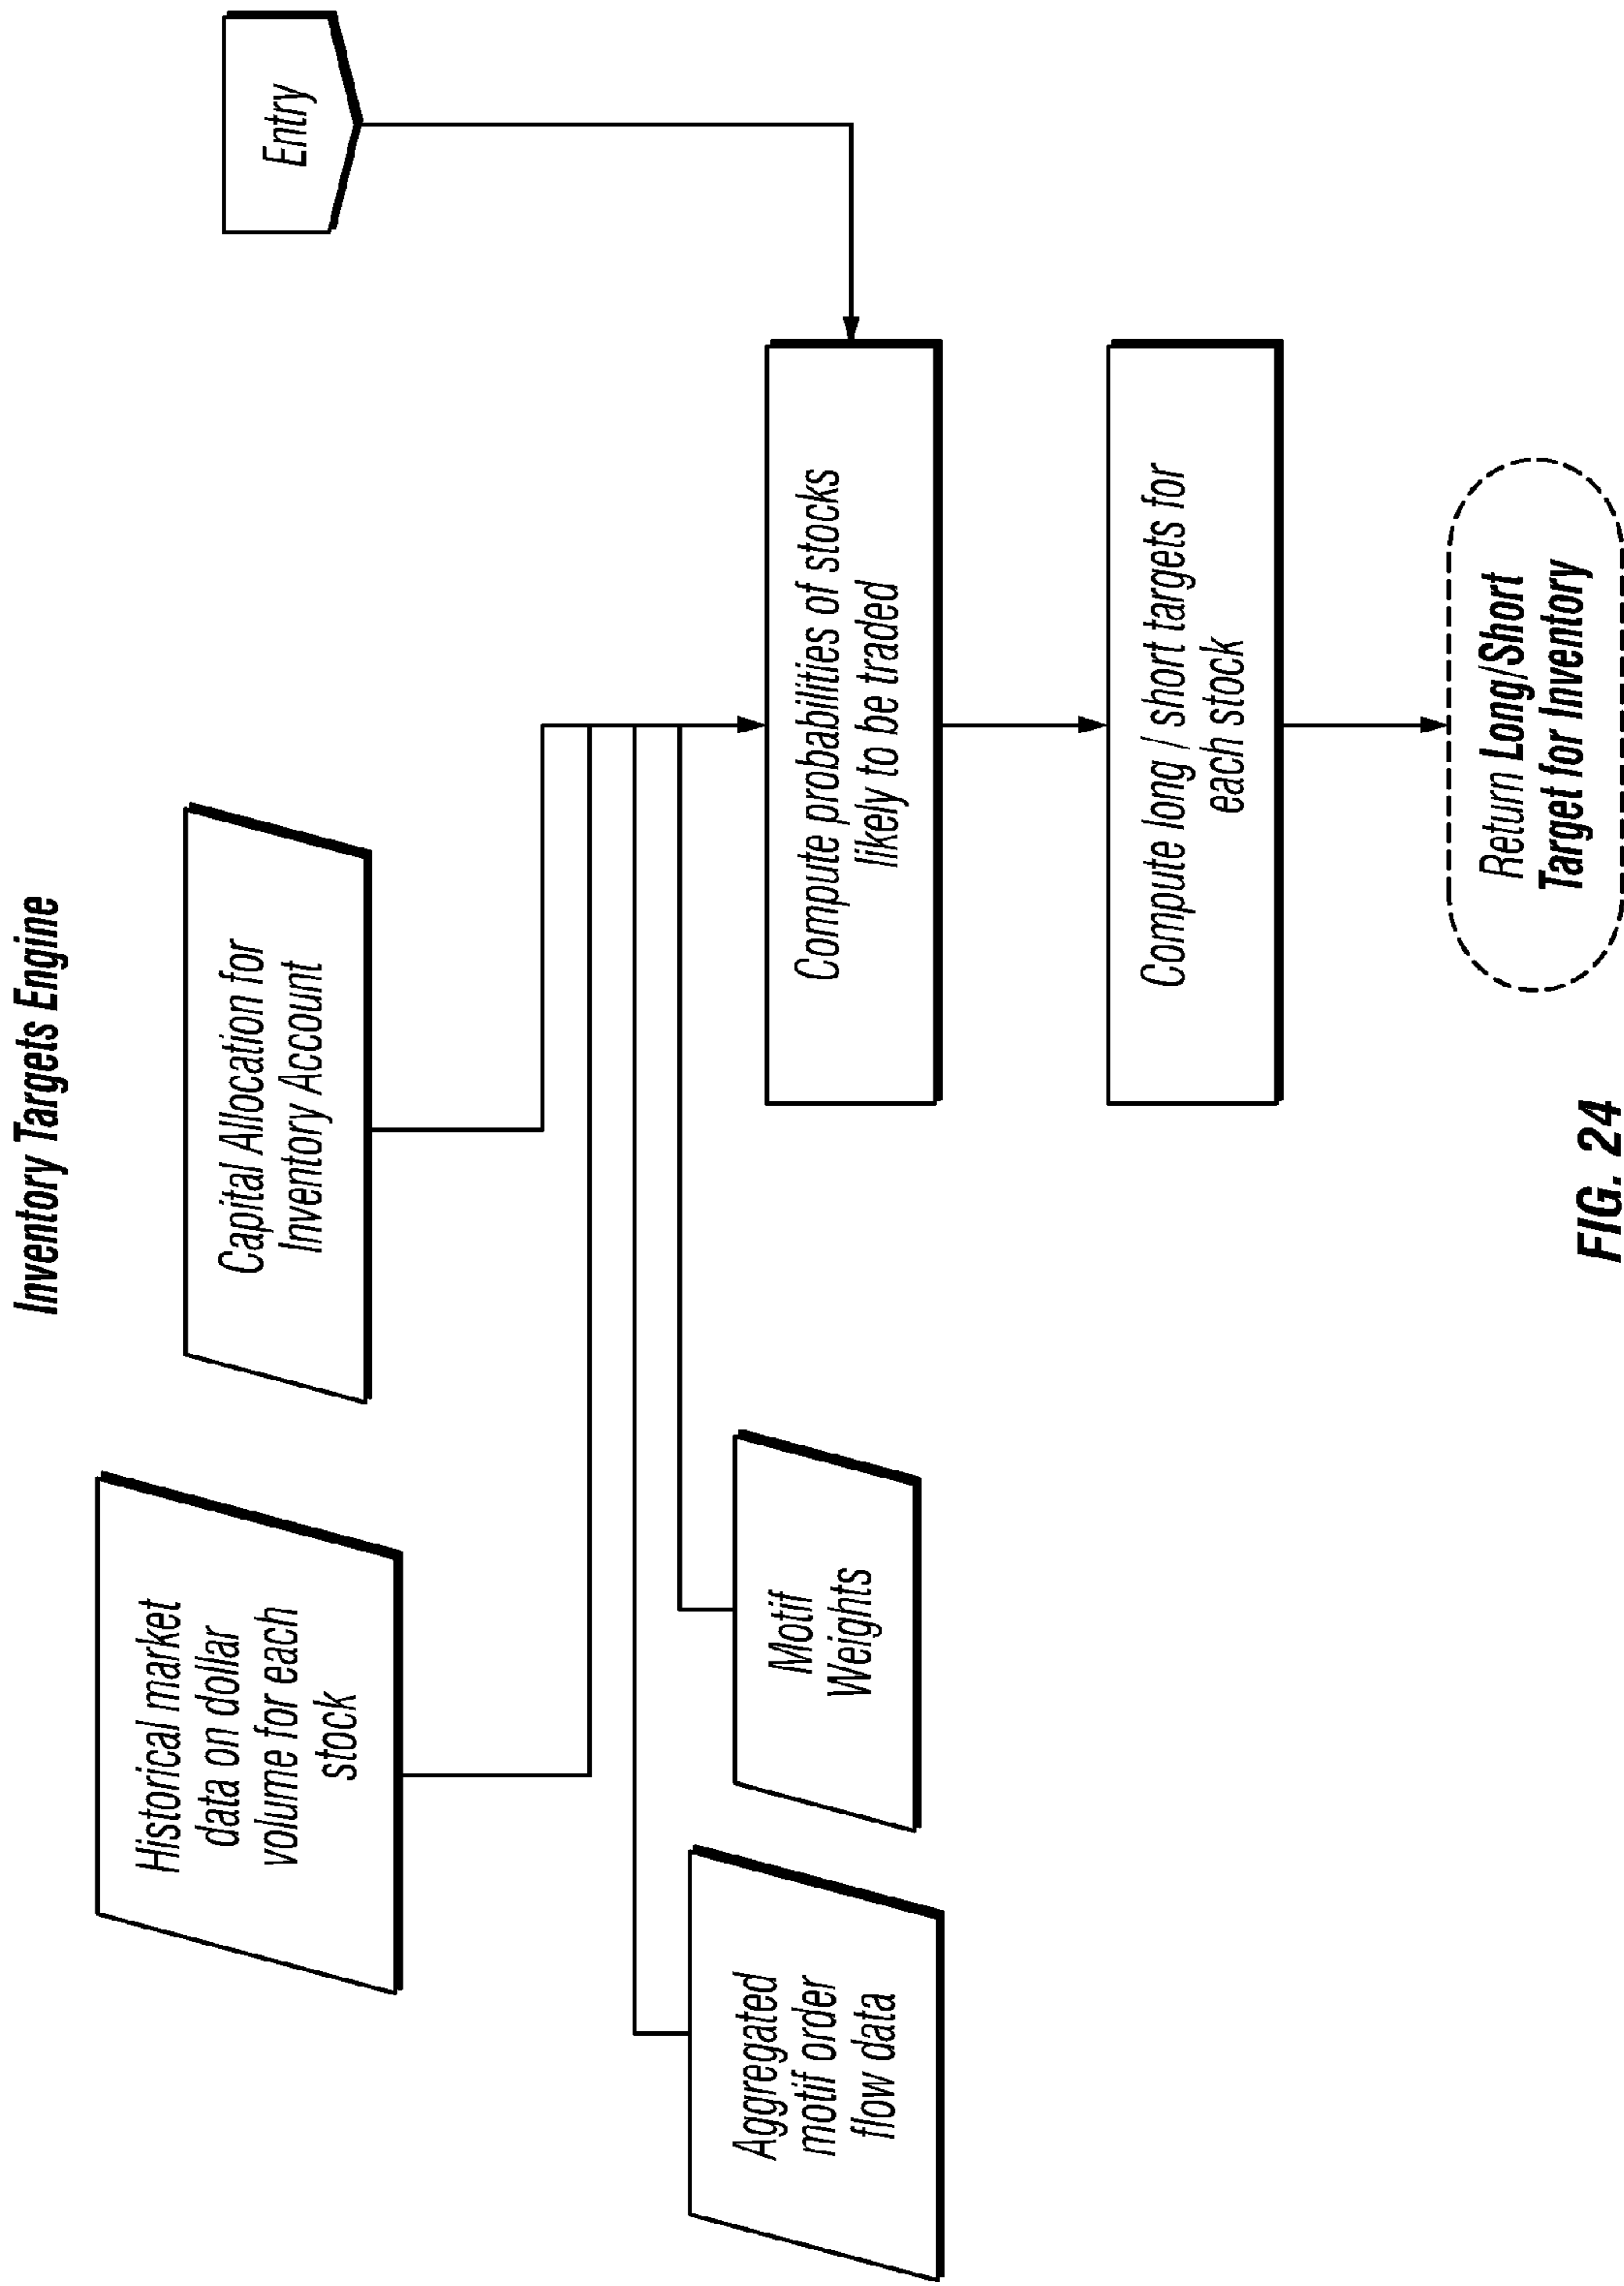 Inventory Targets Engine
Historical market
data on dollar
volume for each
stock
Capital Allocation for
Inventory Account
Entry
Aggregated
motif order
flow data
Motif
Weights
Compute probabilities of stocks
likely to be traded
Compute long / short targets for
each stock
Return Long/Short
Target for Inventory
FIG. 24